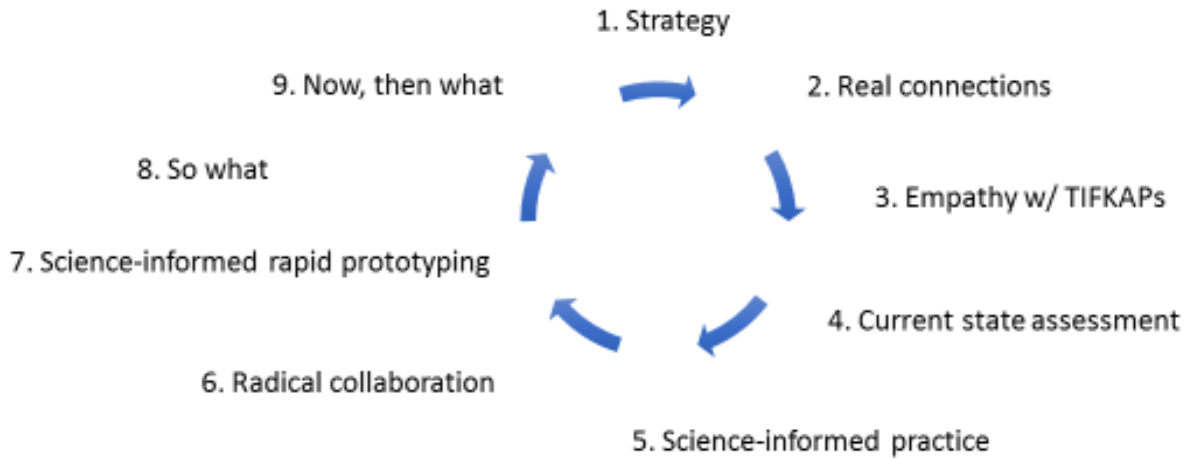 1. Strategy
2. Real connections
3. Empathy w/ TIFKAPs
4. Current state assessment
5. Science-informed practice
6. Radical collaboration
7. Science-informed rapid prototyping
8. So what
9. Now, then what